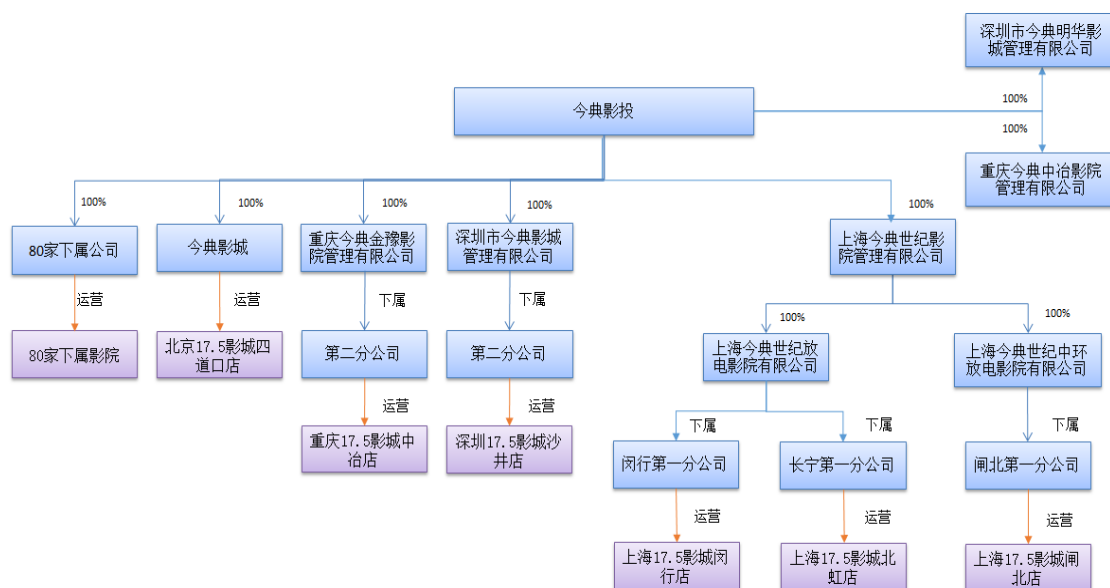 深圳市今典明华影
城管理有限公司
100%
今典影投
100%
重庆今典中冶影院
管理有限公司
100%
100%
100%
100%
100%
80家下属公司
今典影城
重庆今典金豫影
院管理有限公司
深圳市今典影城
管理有限公司
上海今典世纪影
院管理有限公司
运营
运营
下属
下属
100%
100%
80家下属影院
北京17.5影城四
道口店
第二分公司
第二分公司
上海今典世纪放
电影院有限公司
上海今典世纪中环
放电影院有限公司
运营
运营
下属
下属
下属
重庆17.5影城中
冶店
深圳17.5影城沙
井店
闵行第一分公司
长宁第一分公司
闸北第一分公司
运营
运营
运营
上海17.5影城闵
行店
上海17.5影城北
虹店
上海17.5影城闸
北店